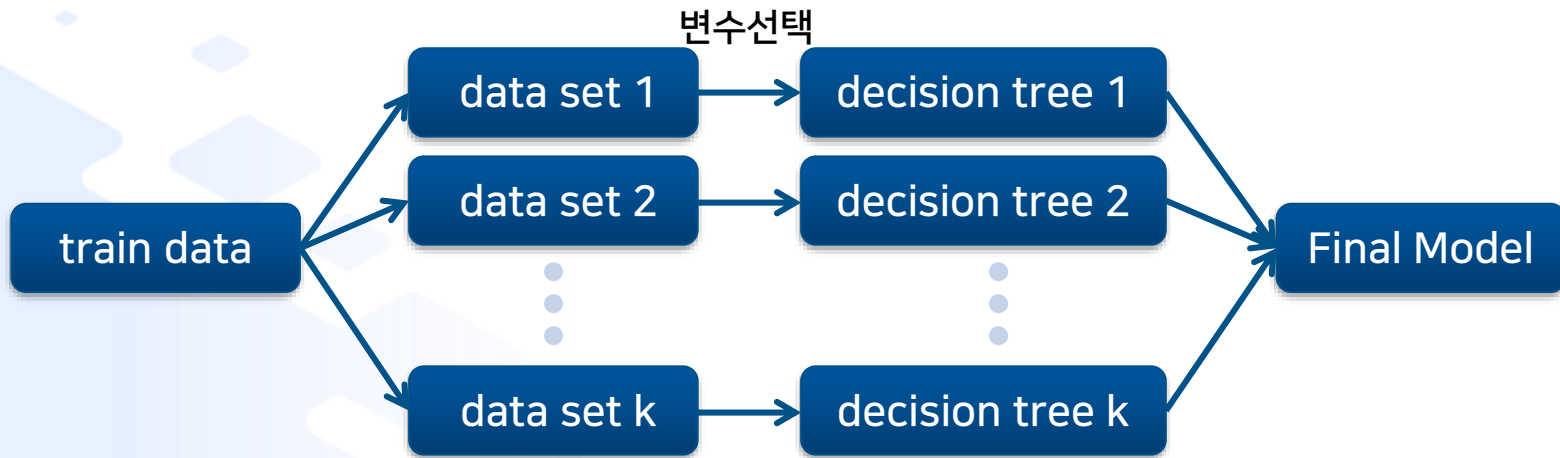 변수선택
data set 1
decision tree 1
data set 2
decision tree 2
train data
Final Model
data set k
decision tree k